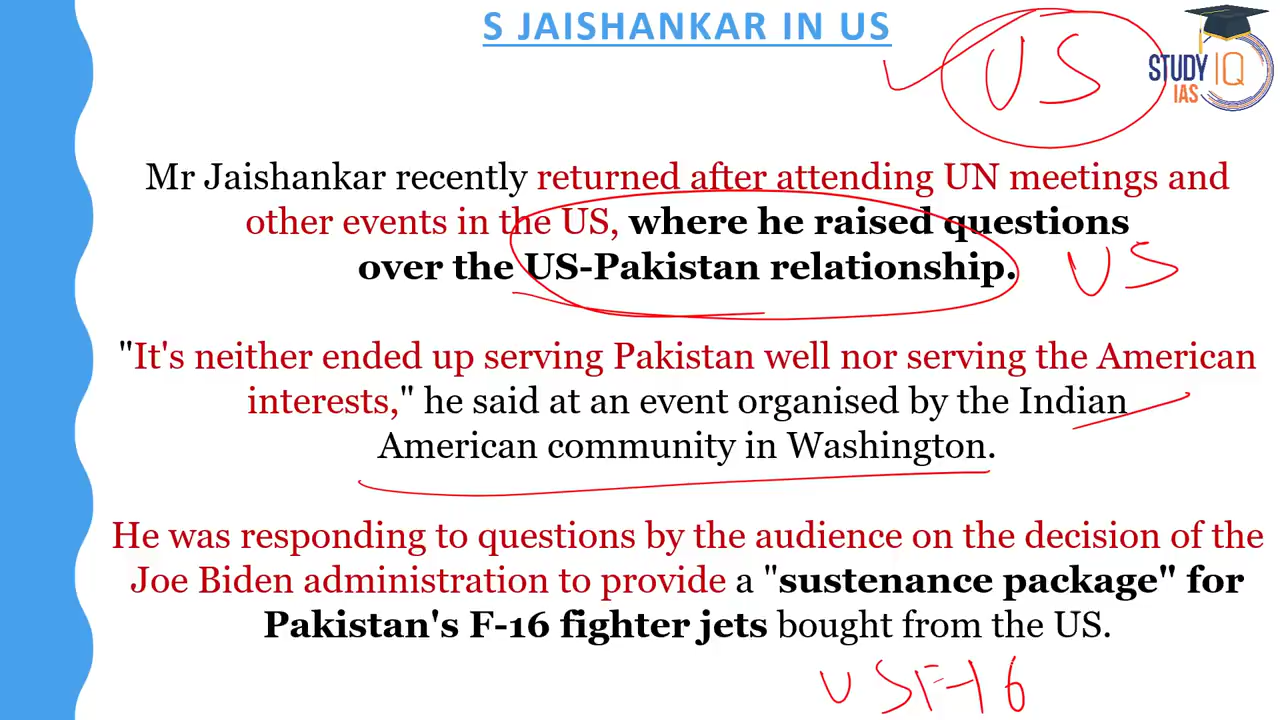 S JAISHANKAR IN US
US
STUDY IQ
IAS
Mr Jaishankar recently returned after attending UN meetings and
other events in the US, where he raised questions
over the US-Pakistan relationship.
US
"It's neither ended up serving Pakistan well nor serving the American
interests," he said at an event organised by the Indian
American community in Washington.
He was responding to questions by the audience on the decision of the
Joe Biden administration to provide a "sustenance package" for
Pakistan's F-16 fighter jets bought from the US.
US F-16